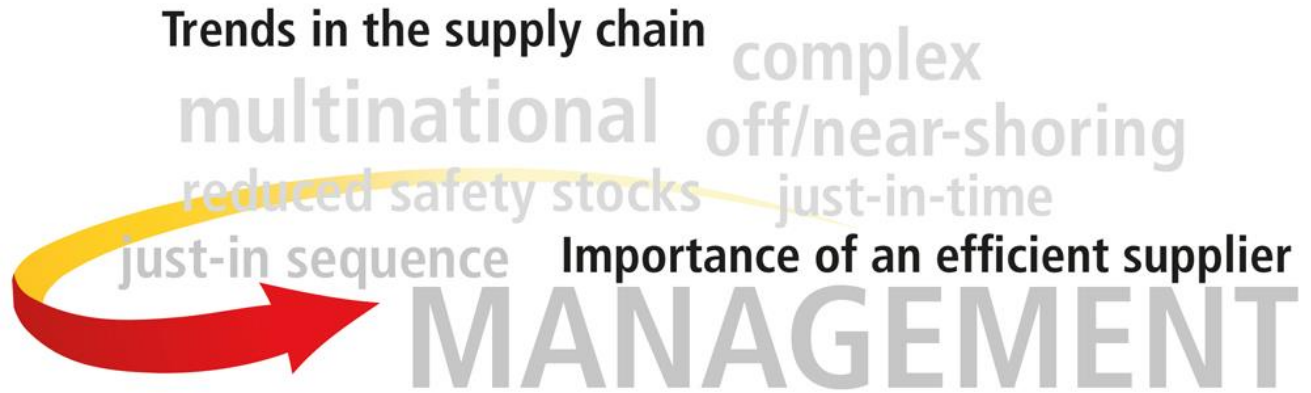 Trends in the supply chain
complex
multinational
off/near-shoring
reduced safety stocks
just-in-time
just-in sequence
Importance of an efficient supplier
MANAGEMENT